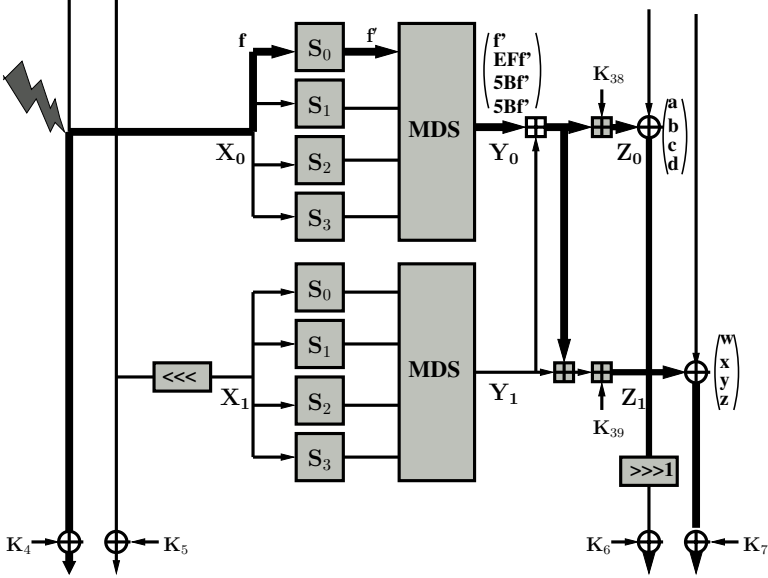 f
f'
S0
S1
S2
S3
MDS
f'
EFf'
5Bf'
5Bf'
K38
a
b
c
d
X0
Y0
Z0
S0
S1
S2
S3
MDS
<<<
X1
Y1
Z1
K39
w
x
y
z
>>>1
K4
K5
K6
K7